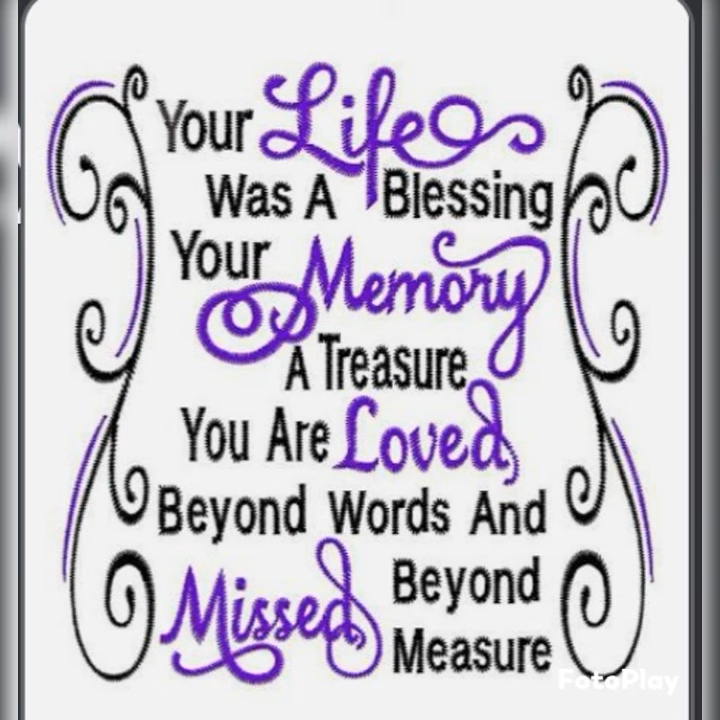 Your Life
Was A Blessing
Your Memory
A Treasure
You Are Loved,
Beyond Words And
Missed, Beyond
Measure
FotoPlay